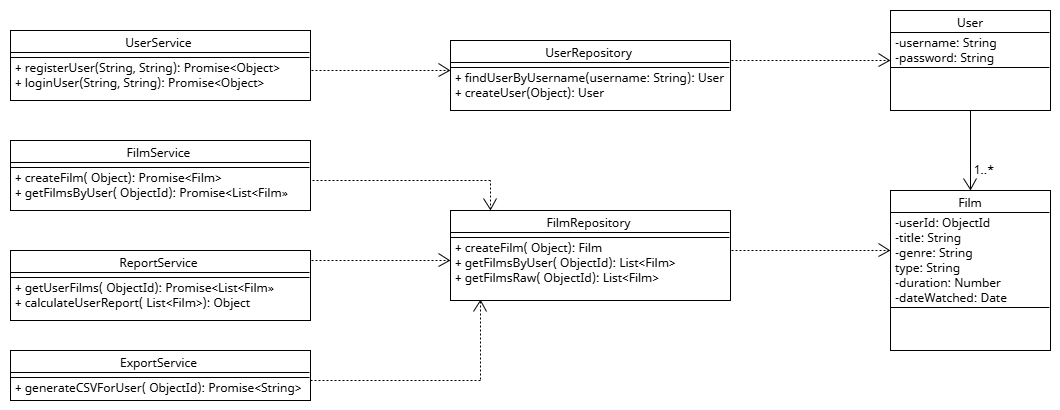 UserService
+ registerUser(String, String): Promise<Object>
+ loginUser(String, String): Promise<Object>
UserRepository
+ findUserByUsername(username: String): User
+ createUser(Object): User
User
-username: String
-password: String
FilmService
+ createFilm( Object): Promise<Film>
+ getFilmsByUser( ObjectId): Promise<List<Film»
1..*
FilmRepository
+ createFilm( Object): Film
+ getFilmsByUser( ObjectId): List<Film>
+ getFilmsRaw( ObjectId): List<Film>
Film
-userId: ObjectId
-title: String
-genre: String
type: String
-duration: Number
-dateWatched: Date
ReportService
+ getUserFilms( ObjectId): Promise<List<Film»
+ calculateUserReport( List<Film>): Object
ExportService
+ generateCSVForUser( ObjectId): Promise<String>